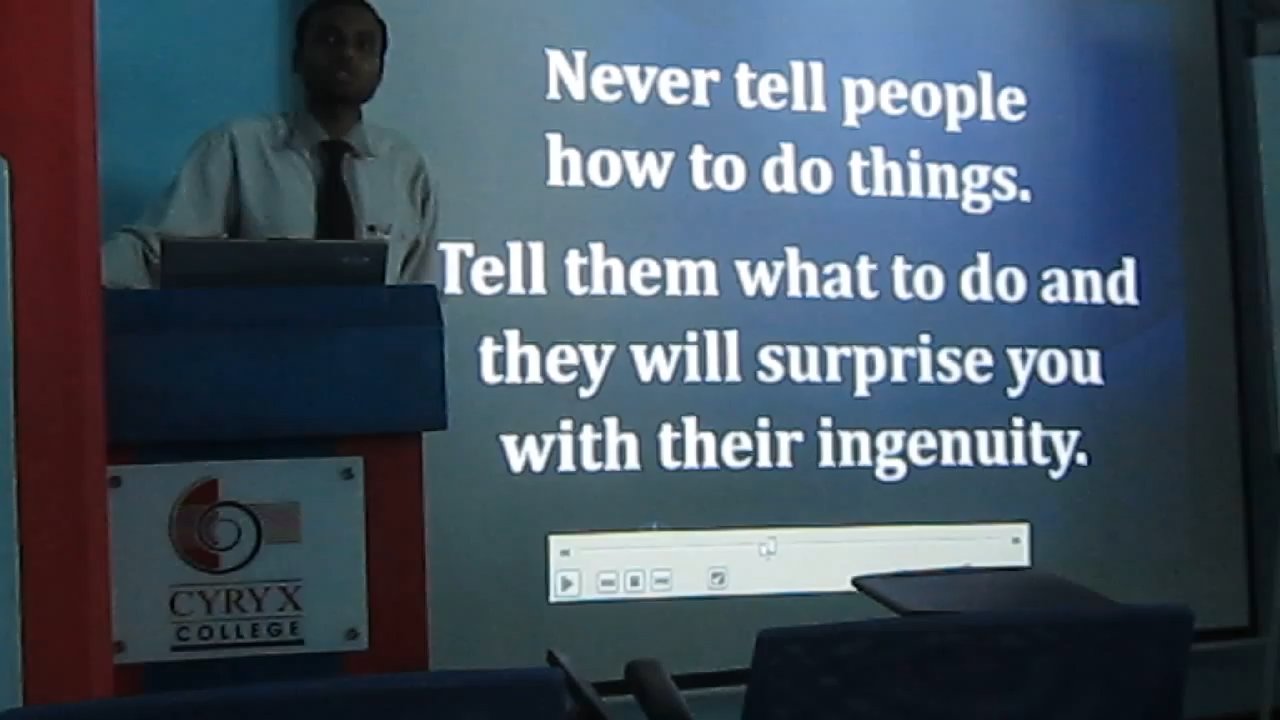 Never tell people
how to do things.
Tell them what to do and
they will surprise you
with their ingenuity.
CYRYX
COLLEGE